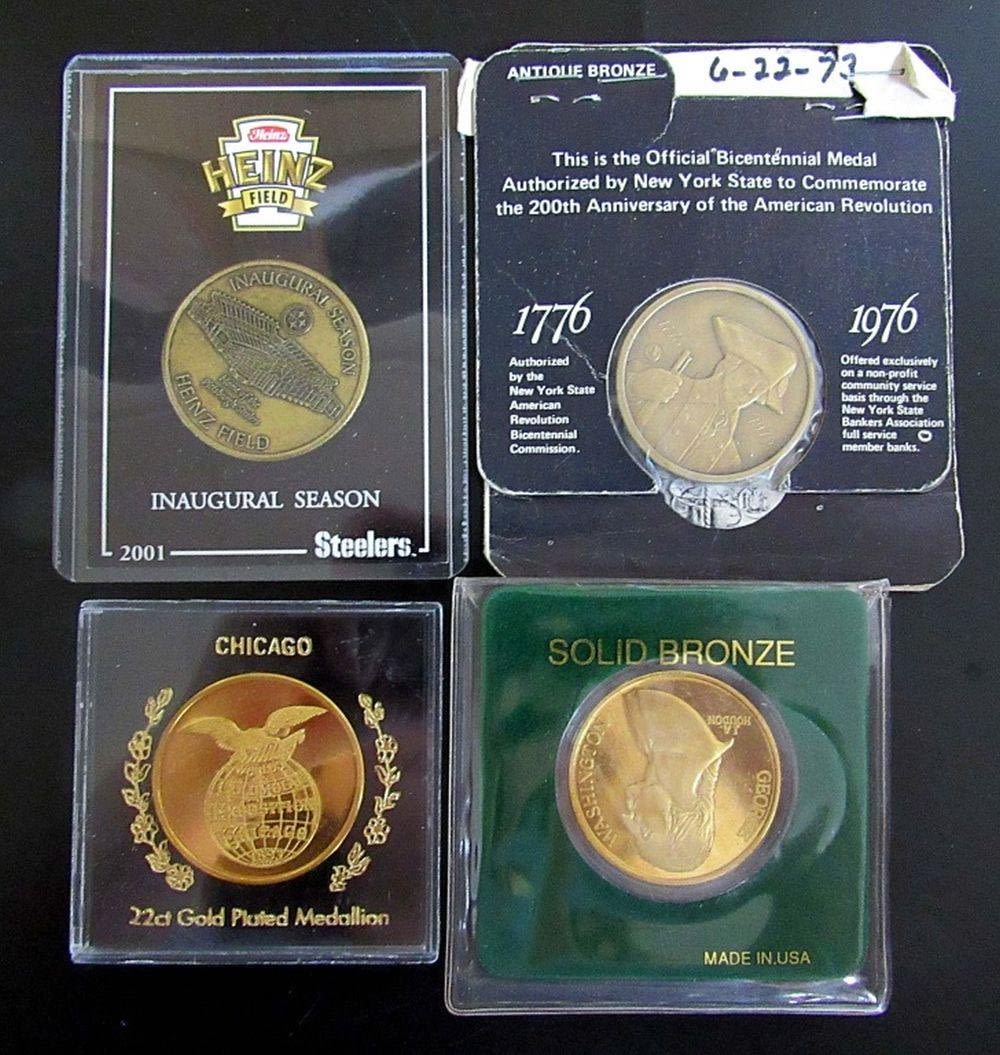 Heinz
HEINZ
FIELD
INAUGURAL SEASON
HEINZ FIELD
INAUGURAL SEASON
2001
Steelers
ANTIQUE BRONZE
6-22-73
This is the Official Bicentennial Medal
Authorized by New York State to Commemorate
the 200th Anniversary of the American Revolution
1776
Authorized
by the
New York State
American
Revolution
Bicentennial
Commission.
1976
Offered exclusively
on a non-profit
community service
basis through the
New York State
Bankers Association
full service
member banks.
CHICAGO
CHICAGO
22ct Gold Plated Medallion
SOLID BRONZE
GEORGE
WASHINGTON
J.A.
HOUDON
MADE IN USA